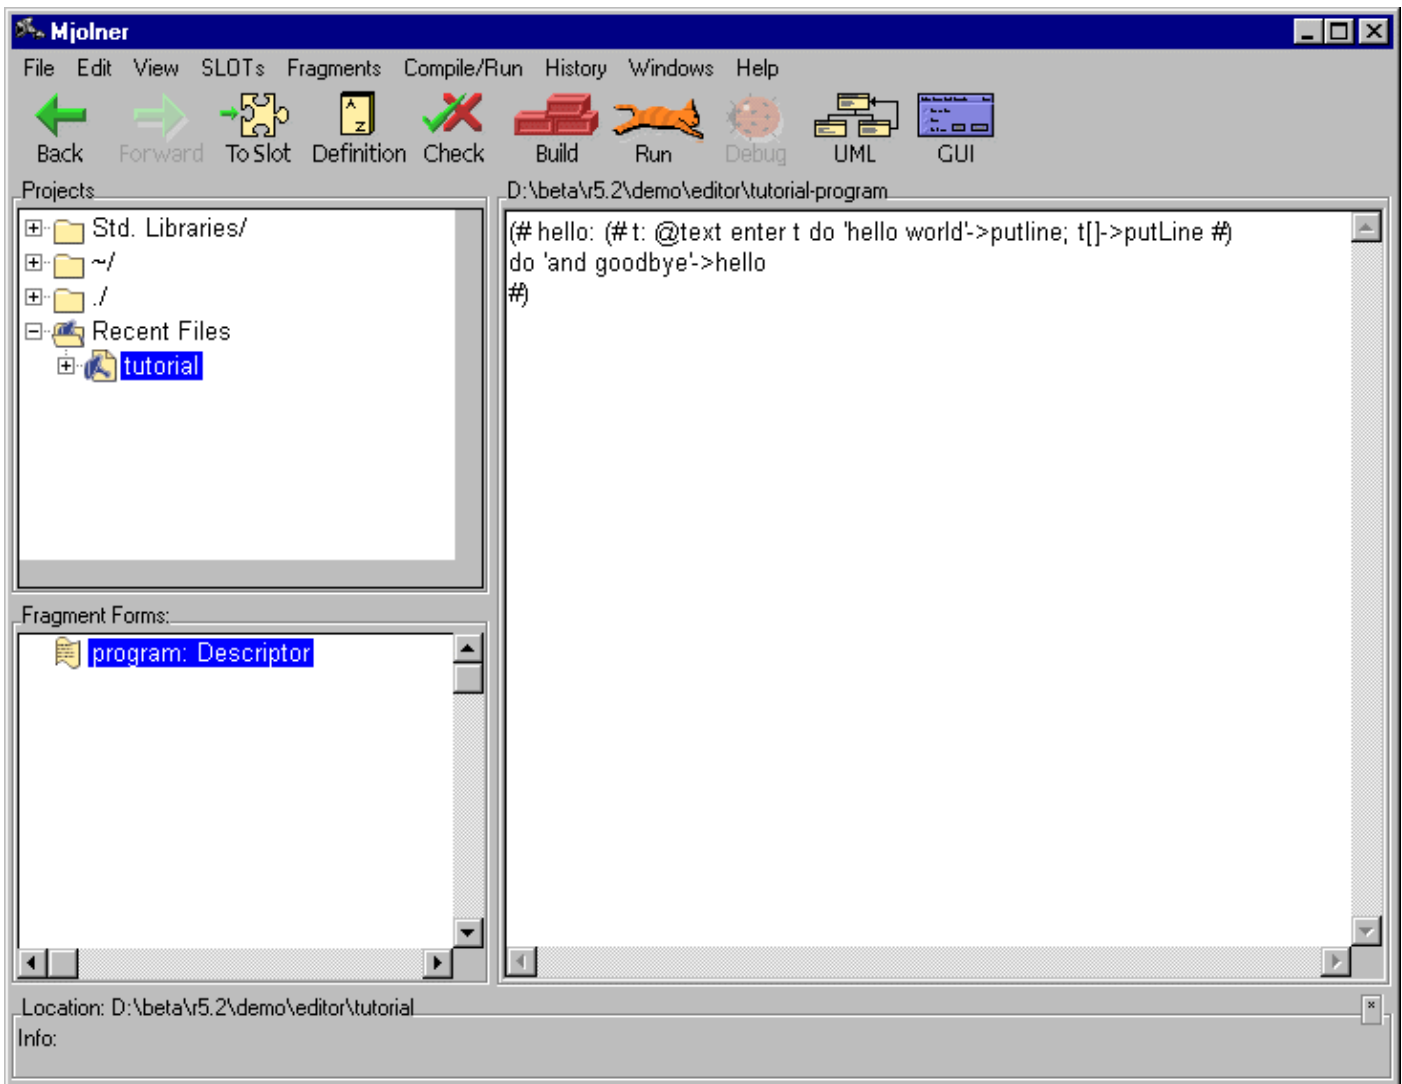 Mjolner
File Edit View SLOTs Fragments Compile/Run History Windows Help
Back Forward To Slot Definition Check Build Run Debug UML GUI
Projects
Std. Libraries/
~/
./
Recent Files
tutorial
D:\beta\r5.2\demo\editor\tutorial-program
(# hello: (# t: @text enter t do 'hello world'->putline; t[]->putLine #)
do 'and goodbye'->hello
#)
Fragment Forms:
program: Descriptor
Location: D:\beta\r5.2\demo\editor\tutorial
Info: